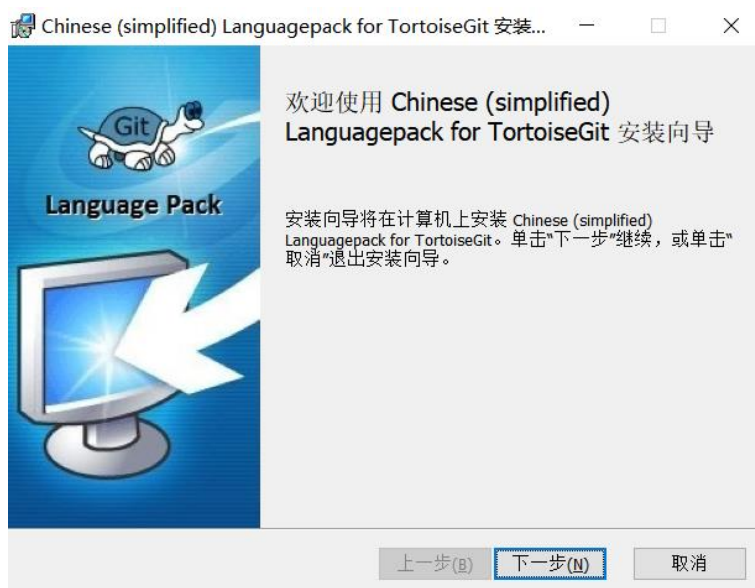 Chinese (simplified) Languagepack for TortoiseGit 安装...
Git
Language Pack
欢迎使用 Chinese (simplified)
Languagepack for TortoiseGit 安装向导
安装向导将在计算机上安装 Chinese (simplified)
Languagepack for TortoiseGit。单击“下一步”继续，或单击“
取消”退出安装向导。
上一步(B) 下一步(N) 取消